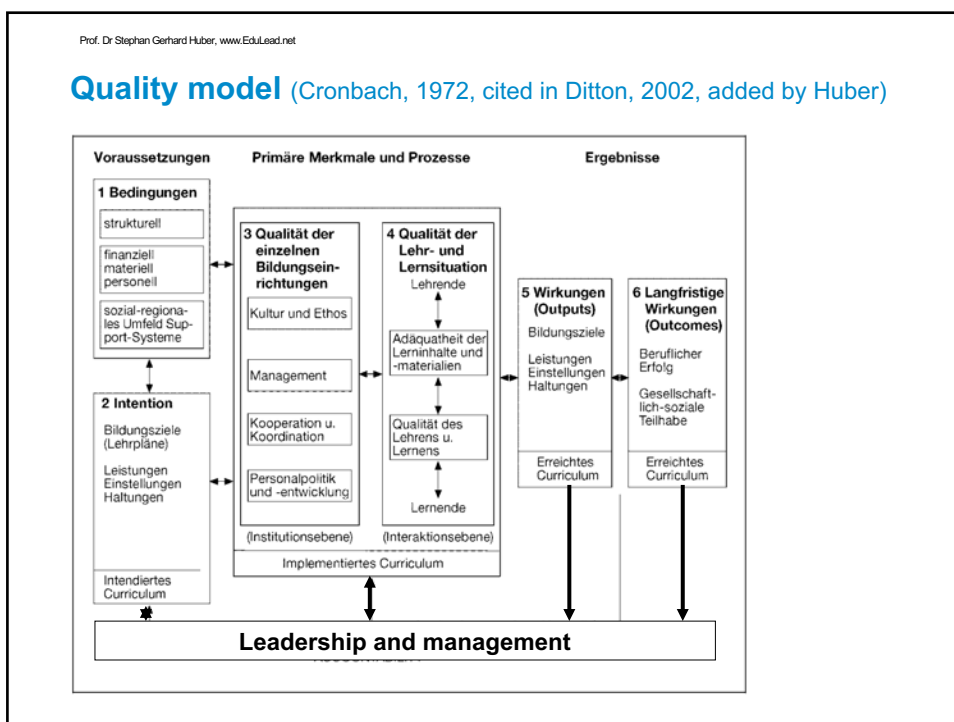 Prof. Dr Stephan Gerhard Huber, www.EduLead.net
Quality model (Cronbach, 1972, cited in Ditton, 2002, added by Huber)
Voraussetzungen
Primäre Merkmale und Prozesse
Ergebnisse
1 Bedingungen
strukturell
finanziell
materiell
personell
sozial-regiona-
les Umfeld Sup-
port-Systeme
2 Intention
Bildungsziele
(Lehrpläne)
Leistungen
Einstellungen
Haltungen
Intendiertes
Curriculum
3 Qualität der
einzelnen
Bildungsein-
richtungen
Kultur und Ethos
Management
Kooperation u.
Koordination
Personalpolitik
und -entwicklung
(Institutionsebene)
4 Qualität der
Lehr- und
Lernsituation
Lehrende
Adäquatheit der
Lerninhalte und
-materialien
Qualität des
Lehrens u.
Lernens
Lernende
(Interaktionsebene)
Implementiertes Curriculum
5 Wirkungen
(Outputs)
Bildungsziele
Leistungen
Einstellungen
Haltungen
Erreichtes
Curriculum
6 Langfristige
Wirkungen
(Outcomes)
Beruflicher
Erfolg
Gesellschaft-
lich-soziale
Teilhabe
Erreichtes
Curriculum
Leadership and management